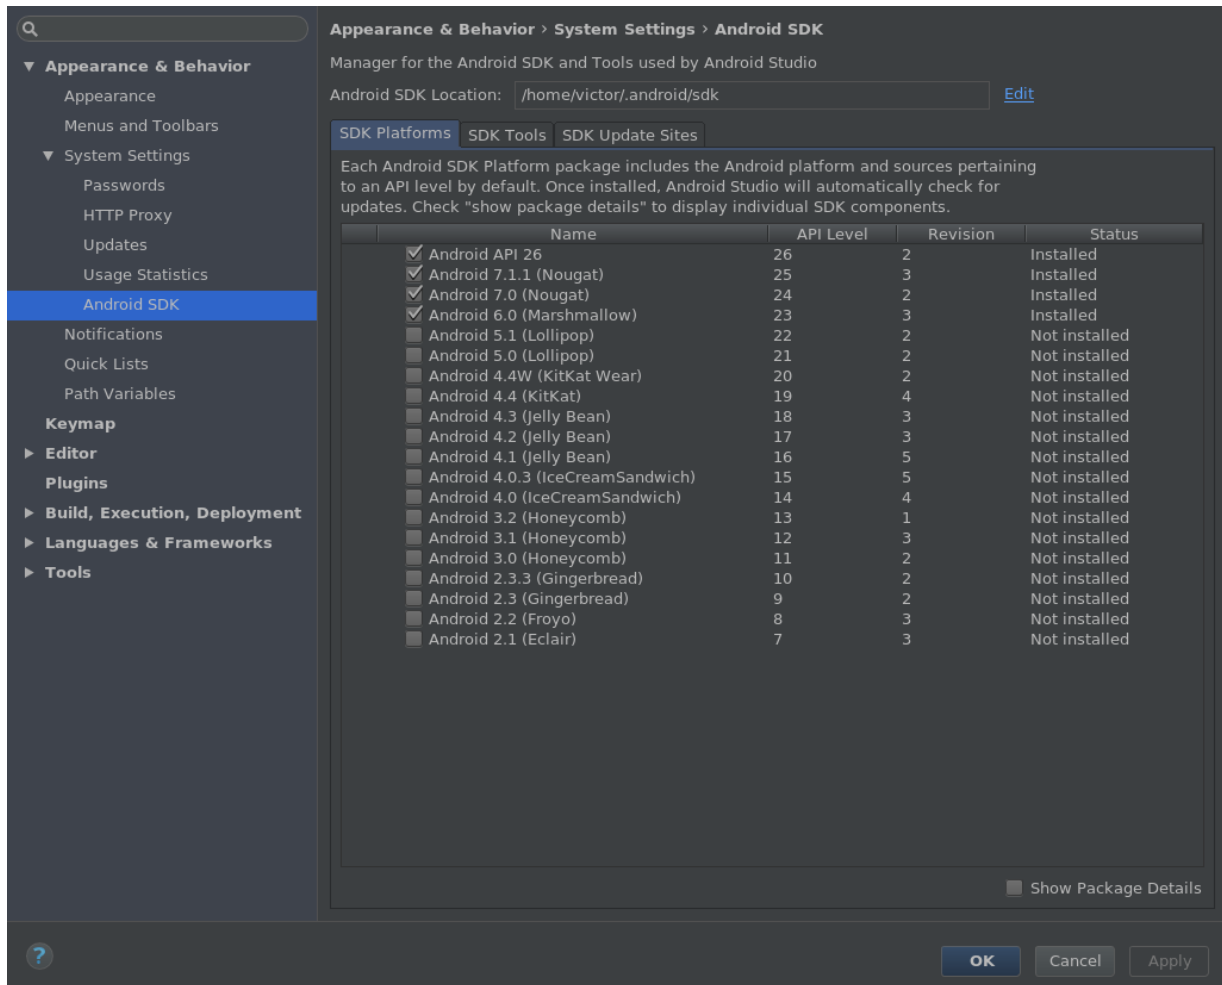 Appearance & Behavior
Appearance
Menus and Toolbars
System Settings
Passwords
HTTP Proxy
Updates
Usage Statistics
Android SDK
Notifications
Quick Lists
Path Variables
Keymap
Editor
Plugins
Build, Execution, Deployment
Languages & Frameworks
Tools
Appearance & Behavior › System Settings › Android SDK
Manager for the Android SDK and Tools used by Android Studio
Android SDK Location: /home/victor/.android/sdk Edit
SDK Platforms SDK Tools SDK Update Sites
Each Android SDK Platform package includes the Android platform and sources pertaining
to an API level by default. Once installed, Android Studio will automatically check for
updates. Check "show package details" to display individual SDK components.
Name API Level Revision Status
Android API 26 26 2 Installed
Android 7.1.1 (Nougat) 25 3 Installed
Android 7.0 (Nougat) 24 2 Installed
Android 6.0 (Marshmallow) 23 3 Installed
Android 5.1 (Lollipop) 22 2 Not installed
Android 5.0 (Lollipop) 21 2 Not installed
Android 4.4W (KitKat Wear) 20 2 Not installed
Android 4.4 (KitKat) 19 4 Not installed
Android 4.3 (Jelly Bean) 18 3 Not installed
Android 4.2 (Jelly Bean) 17 3 Not installed
Android 4.1 (Jelly Bean) 16 5 Not installed
Android 4.0.3 (IceCreamSandwich) 15 5 Not installed
Android 4.0 (IceCreamSandwich) 14 4 Not installed
Android 3.2 (Honeycomb) 13 1 Not installed
Android 3.1 (Honeycomb) 12 3 Not installed
Android 3.0 (Honeycomb) 11 2 Not installed
Android 2.3.3 (Gingerbread) 10 2 Not installed
Android 2.3 (Gingerbread) 9 2 Not installed
Android 2.2 (Froyo) 8 3 Not installed
Android 2.1 (Eclair) 7 3 Not installed
Show Package Details
? OK Cancel Apply